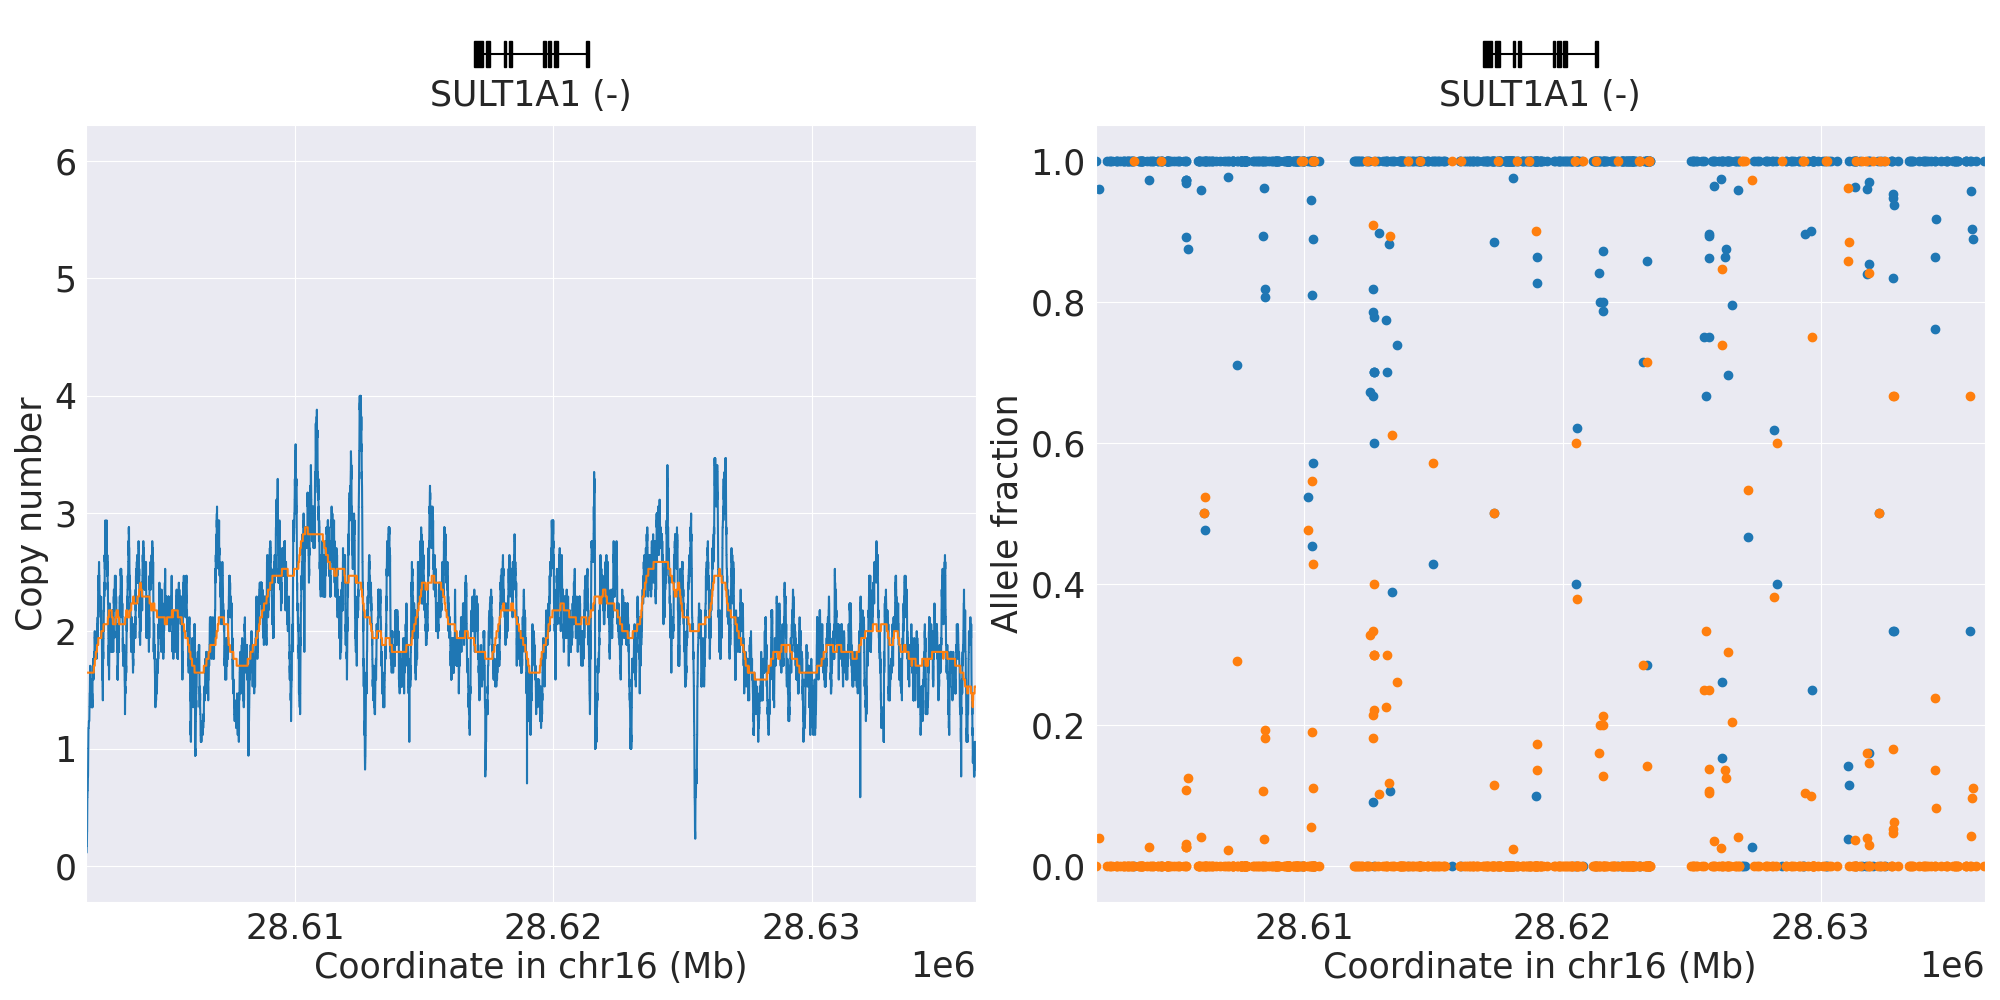 SULT1A1 (-)
6
5
4
3
2
1
0
Copy number
28.61
28.62
28.63
Coordinate in chr16 (Mb)
1e6
SULT1A1 (-)
1.0
0.8
0.6
0.4
0.2
0.0
Allele fraction
28.61
28.62
28.63
Coordinate in chr16 (Mb)
1e6